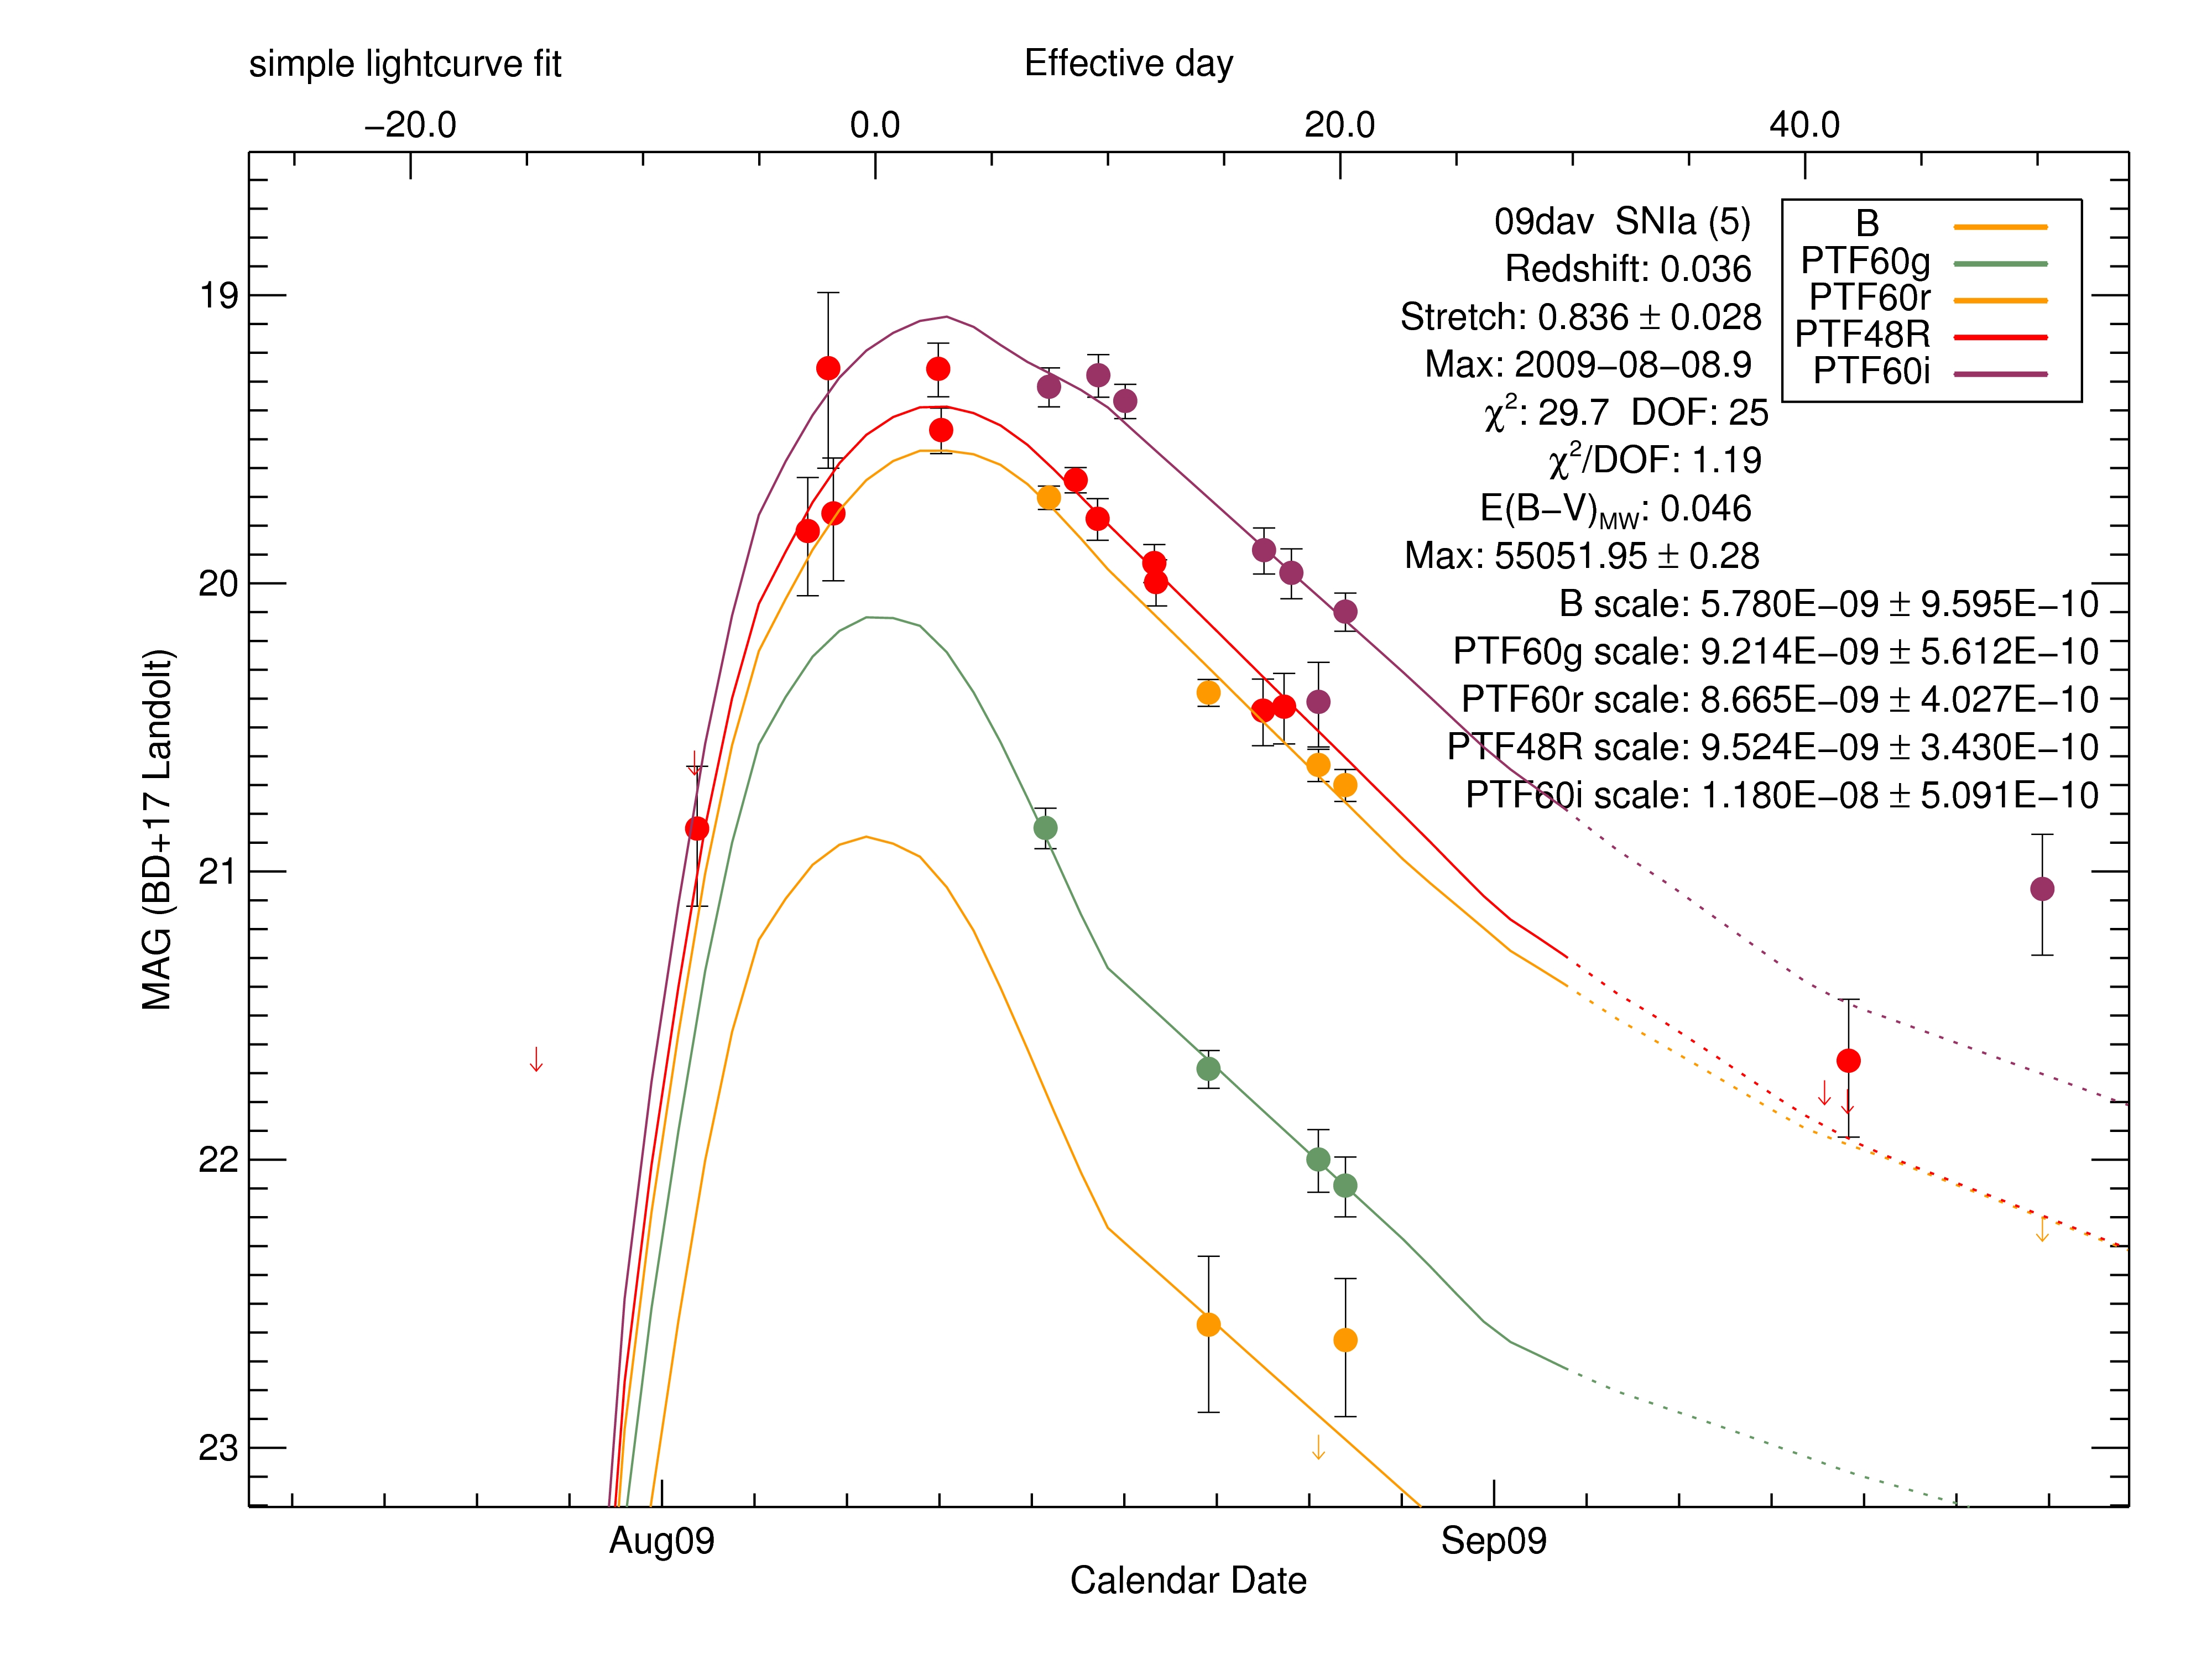 simple lightcurve fit
Effective day
−20.0 0.0 20.0 40.0
09dav SNIa (5)
Redshift: 0.036
Stretch: 0.836 ± 0.028
Max: 2009−08−08.9
χ²: 29.7 DOF: 25
χ²/DOF: 1.19
E(B−V)MW: 0.046
Max: 55051.95 ± 0.28
B scale: 5.780E−09 ± 9.595E−10
PTF60g scale: 9.214E−09 ± 5.612E−10
PTF60r scale: 8.665E−09 ± 4.027E−10
PTF48R scale: 9.524E−09 ± 3.430E−10
PTF60i scale: 1.180E−08 ± 5.091E−10
B
PTF60g
PTF60r
PTF48R
PTF60i
19
20
21
22
23
MAG (BD+17 Landolt)
Aug09 Sep09
Calendar Date